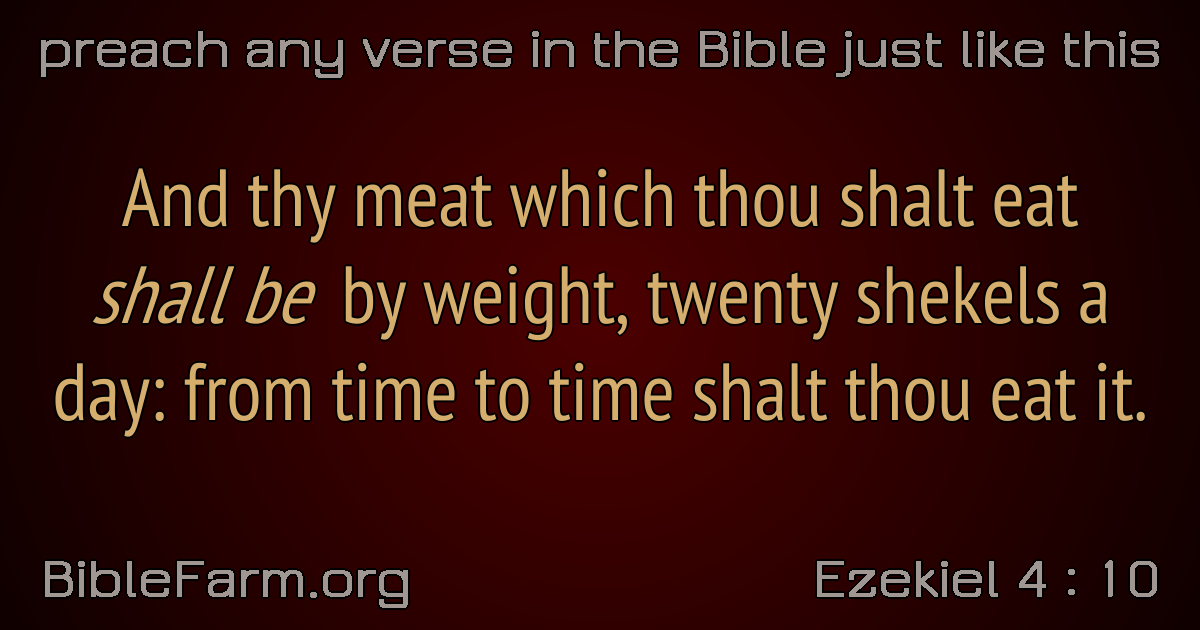 preach any verse in the Bible just like this
And thy meat which thou shalt eat
shall be by weight, twenty shekels a
day: from time to time shalt thou eat it.
BibleFarm.org
Ezekiel 4 : 10